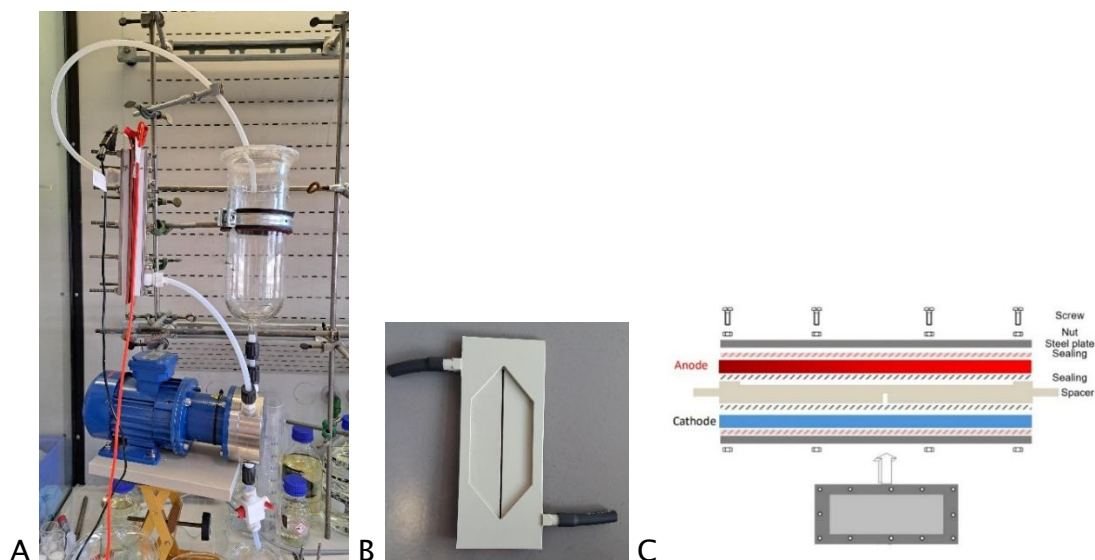 A
B
C
Screw
Nut
Steel plate
Sealing
Anode
Sealing
Spacer
Cathode